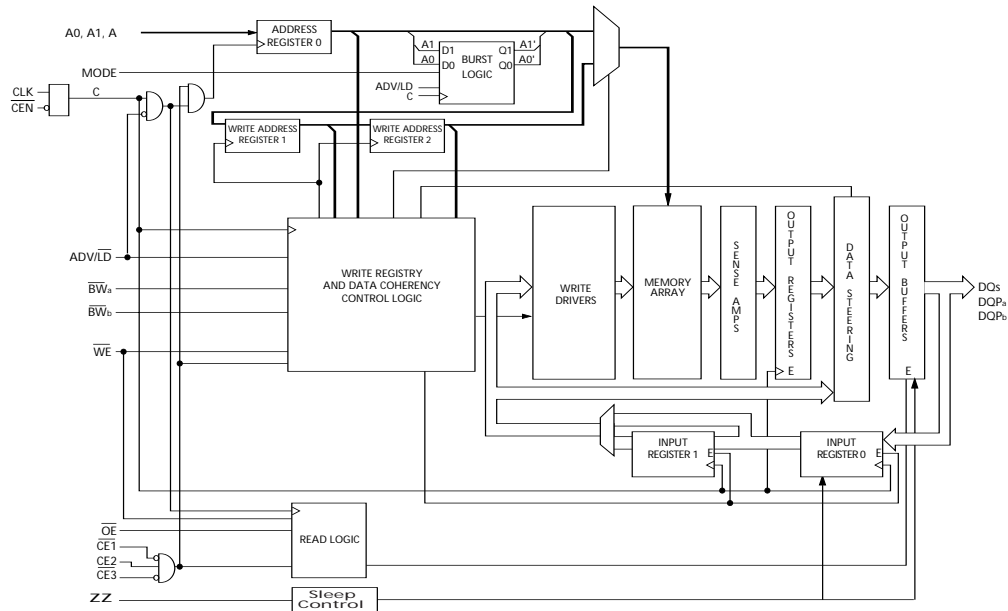 A0, A1, A
ADDRESS
REGISTER 0
A1
A0
D1
D0
BURST
LOGIC
Q1
Q0
A1'
A0'
MODE
ADV/LD
C
CLK
CEN
C
WRITE ADDRESS
REGISTER 1
WRITE ADDRESS
REGISTER 2
ADV/LD
BWa
BWb
WE
WRITE REGISTRY
AND DATA COHERENCY
CONTROL LOGIC
WRITE
DRIVERS
MEMORY
ARRAY
SENSE AMPS
OUTPUT REGISTERS
E
DATA STEERING
OUTPUT BUFFERS
E
DQs
DQPa
DQPb
INPUT
REGISTER 1
E
INPUT
REGISTER 0
E
OE
READ LOGIC
CE1
CE2
CE3
ZZ
Sleep
Control